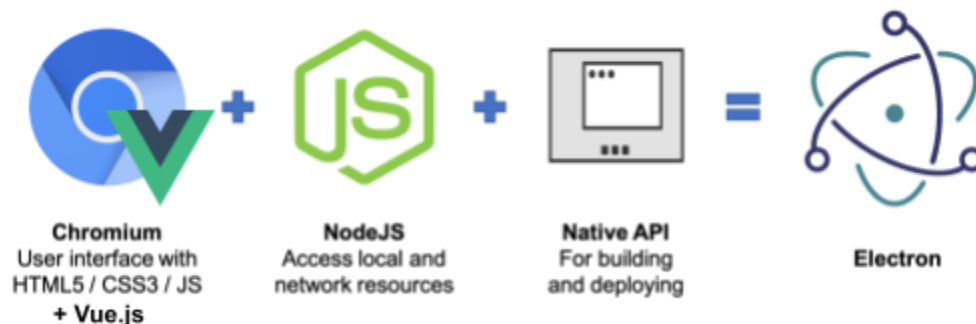 JS
Chromium
User interface with
HTML5 / CSS3 / JS
+ Vue.js
NodeJS
Access local and
network resources
Native API
For building
and deploying
Electron